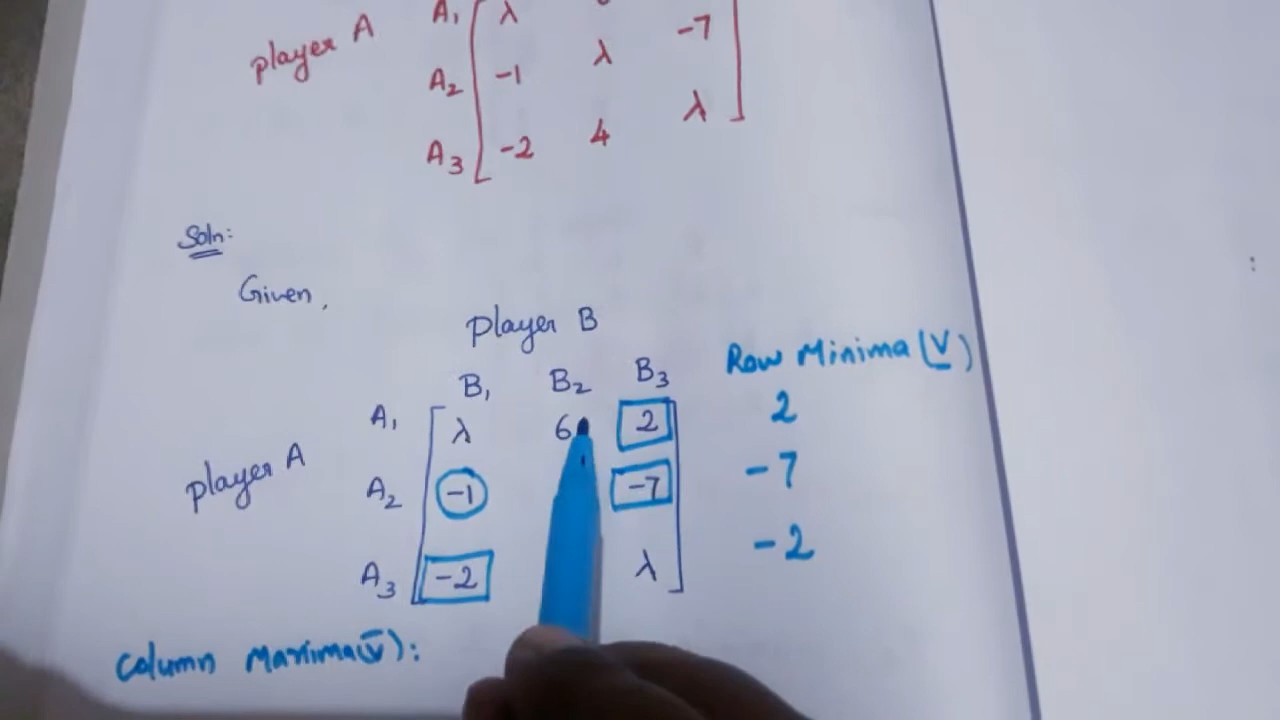 player A A₁ λ
A₂ -1 λ -7
A₃ -2 4 λ
Soln:
Given,
player B
B₁ B₂ B₃ Row Minima (V)
A₁ λ 6 2 2
player A A₂ -1 -7 -7
A₃ -2 λ -2
Column Maxima(V̄):